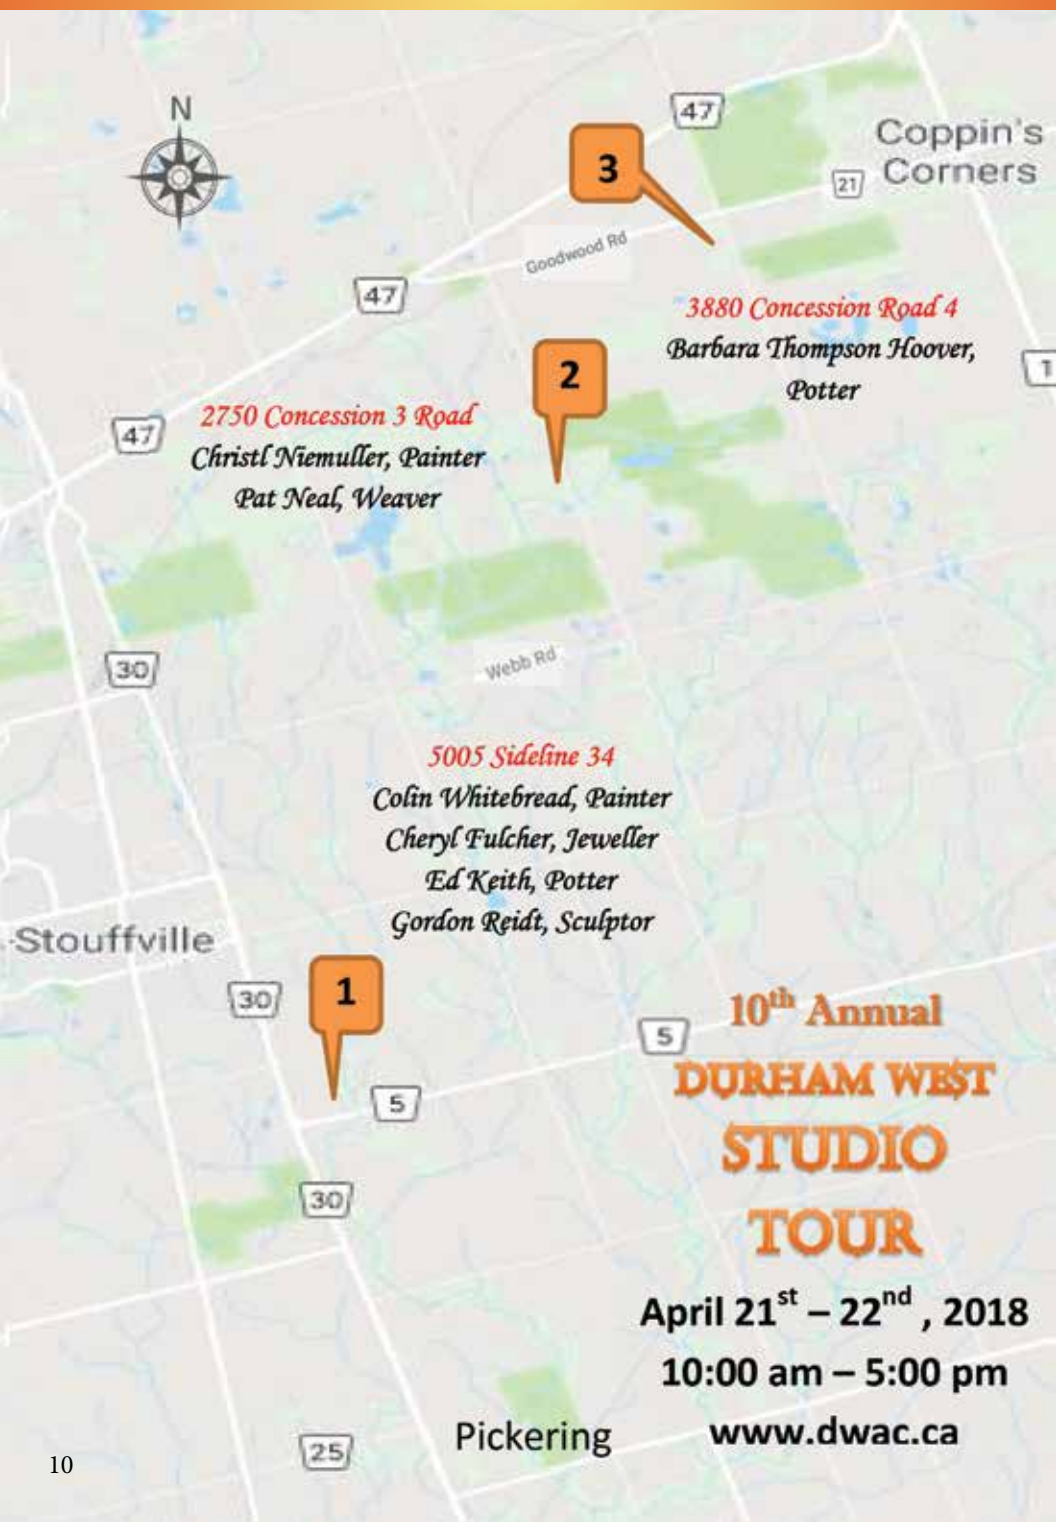 N
47
Coppin's
Corners
3
21
Goodwood Rd
47
3880 Concession Road 4
Barbara Thompson Hoover,
Potter
1
2
2750 Concession 3 Road
Christl Niemuller, Painter
Pat Neal, Weaver
47
30
Webb Rd
5005 Sideline 34
Colin Whitebread, Painter
Cheryl Fulcher, Jeweller
Ed Keith, Potter
Gordon Reidt, Sculptor
-Stouffville
30
1
5
5
30
10th Annual
DURHAM WEST
STUDIO
TOUR
April 21st – 22nd , 2018
10:00 am – 5:00 pm
www.dwac.ca
Pickering
25
10